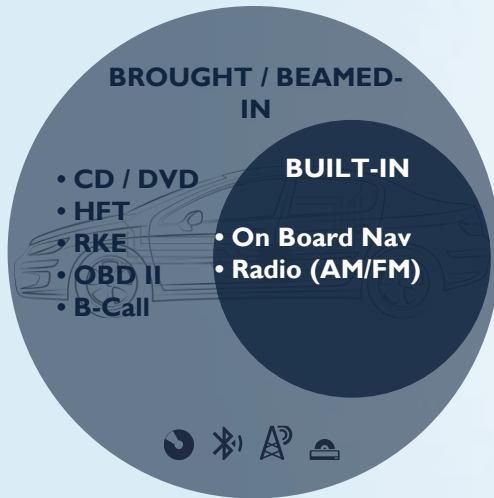 BROUGHT / BEAMED-
IN
• CD / DVD
• HFT
• RKE
• OBD II
• B-Call
BUILT-IN
• On Board Nav
• Radio (AM/FM)